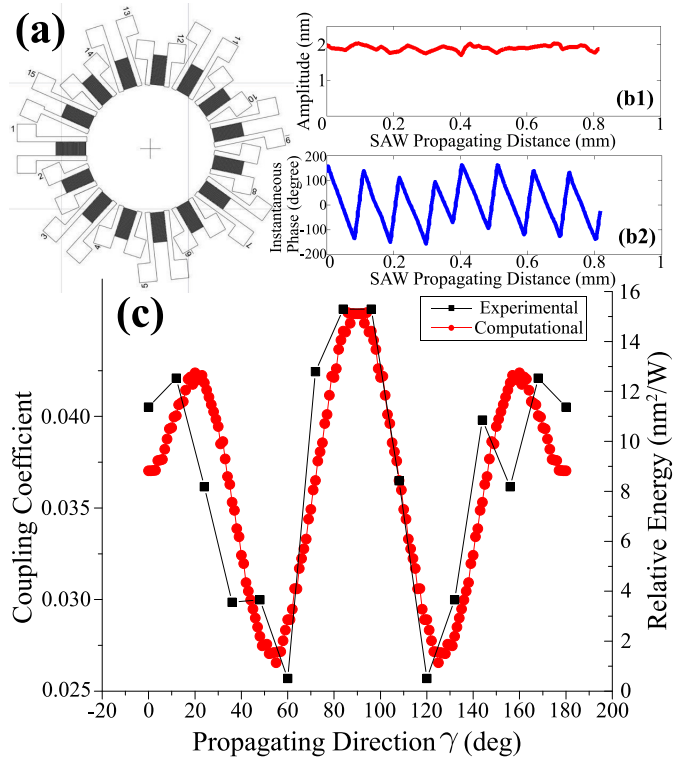 (a)
13
12
11
14
10
15
9
1
2
8
3
4
5
6
7
Amplitude (nm)
2
1
(b1)
0 0.2 0.4 0.6 0.8 1
SAW Propagating Distance (mm)
Instantaneous
Phase (degree)
200
100
0
-100
-200
(b2)
0 0.2 0.4 0.6 0.8 1
SAW Propagating Distance (mm)
(c)
Experimental
Computational
Coupling Coefficient
0.040
0.035
0.030
0.025
16
14
12
10
8
6
4
2
0
Relative Energy (nm²/W)
-20 0 20 40 60 80 100 120 140 160 180 200
Propagating Direction γ (deg)